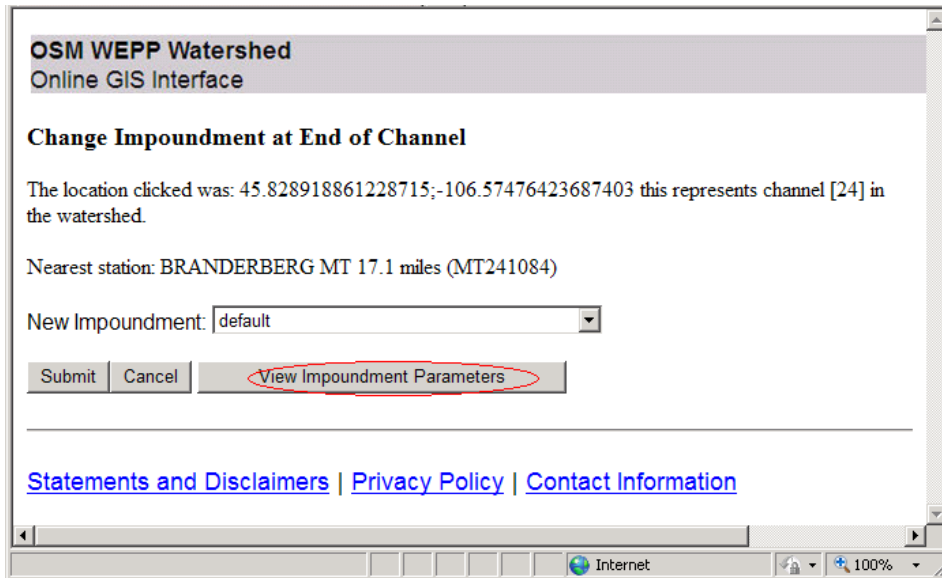 OSM WEPP Watershed
Online GIS Interface
Change Impoundment at End of Channel
The location clicked was: 45.828918861228715;-106.57476423687403 this represents channel [24] in
the watershed.
Nearest station: BRANDERBERG MT 17.1 miles (MT241084)
New Impoundment: default
Submit Cancel View Impoundment Parameters
Statements and Disclaimers | Privacy Policy | Contact Information
Internet 100%